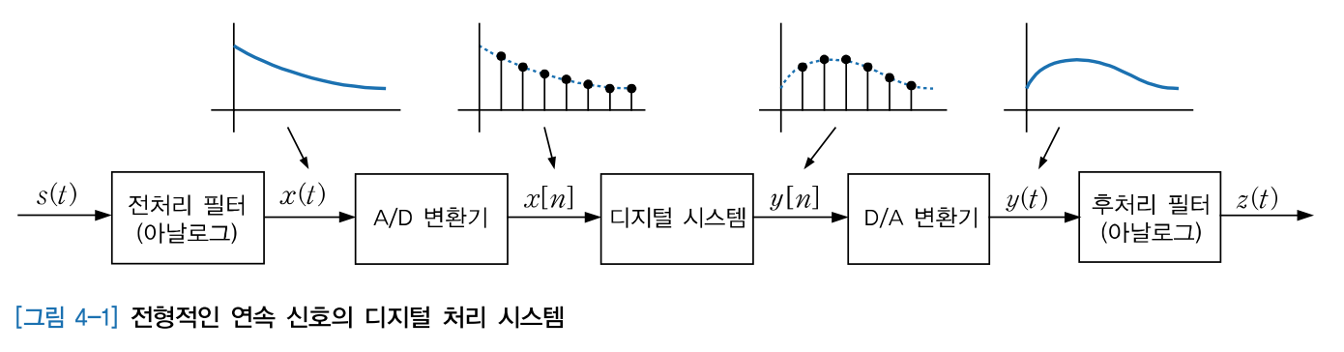 s(t)
전처리 필터
(아날로그)
x(t)
A/D 변환기
x[n]
디지털 시스템
y[n]
D/A 변환기
y(t)
후처리 필터
(아날로그)
z(t)
[그림 4-1] 전형적인 연속 신호의 디지털 처리 시스템